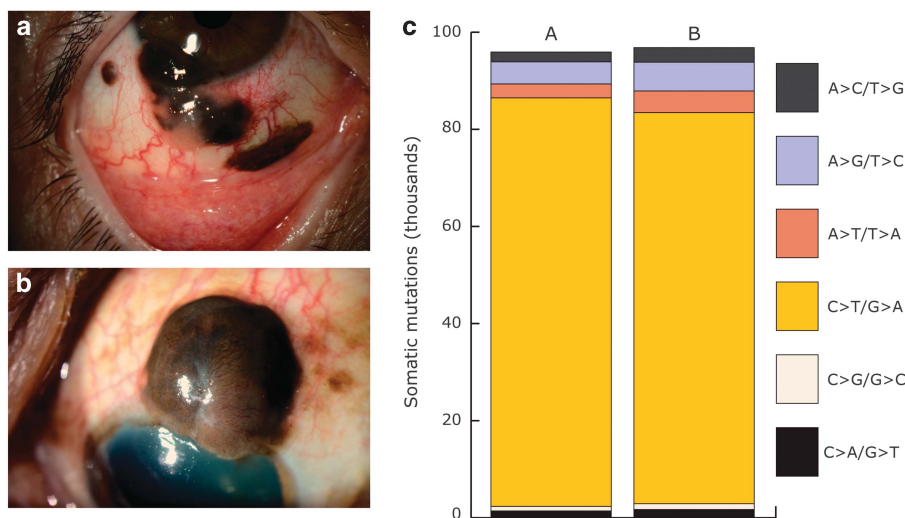 a
b
c
Somatic mutations (thousands)
100
80
60
40
20
0
A
B
A>C/T>G
A>G/T>C
A>T/T>A
C>T/G>A
C>G/G>C
C>A/G>T